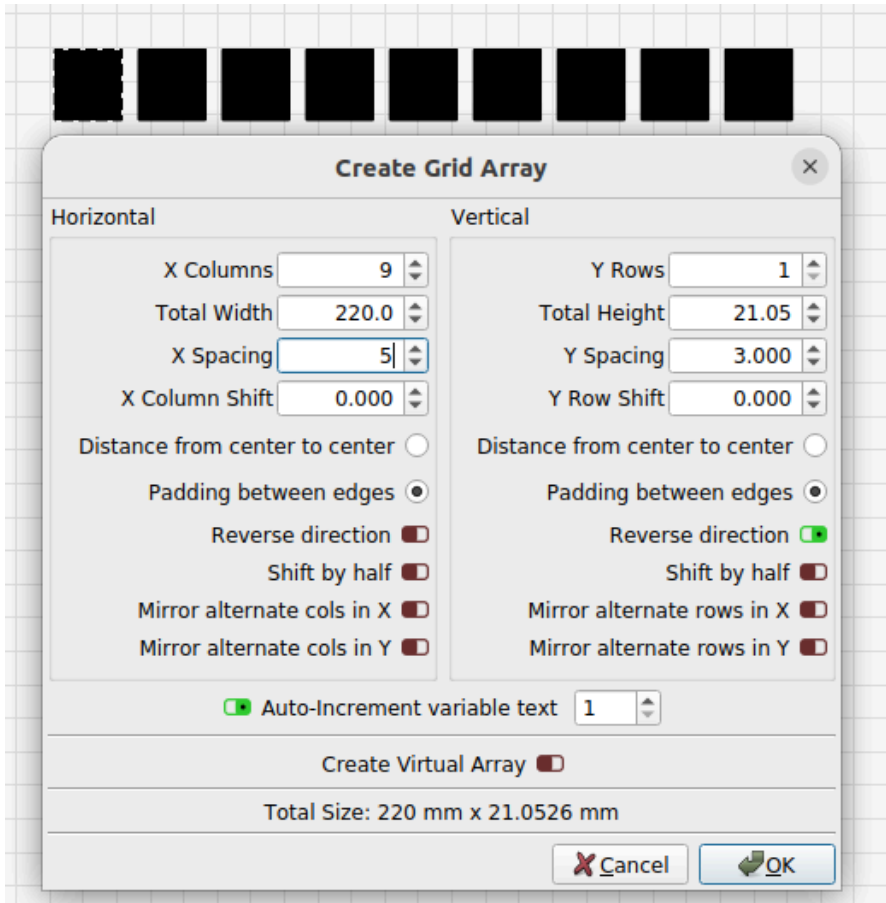 Create Grid Array
Horizontal
X Columns 9
Total Width 220.0
X Spacing 5
X Column Shift 0.000
Distance from center to center
Padding between edges
Reverse direction
Shift by half
Mirror alternate cols in X
Mirror alternate cols in Y
Vertical
Y Rows 1
Total Height 21.05
Y Spacing 3.000
Y Row Shift 0.000
Distance from center to center
Padding between edges
Reverse direction
Shift by half
Mirror alternate rows in X
Mirror alternate rows in Y
Auto-Increment variable text 1
Create Virtual Array
Total Size: 220 mm x 21.0526 mm
Cancel
OK